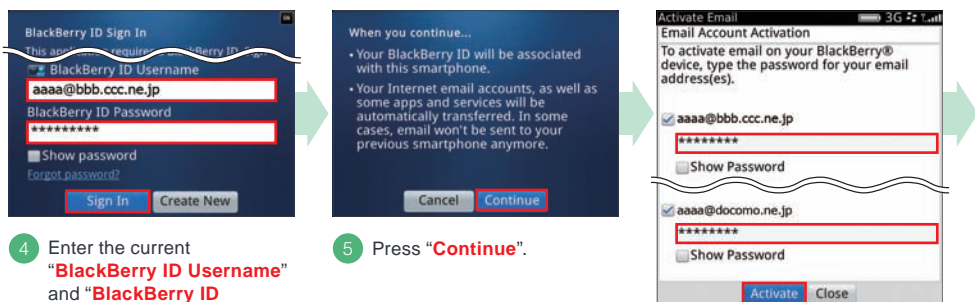 EN
BlackBerry ID Sign In
This application requires
BlackBerry ID Username
aaaa@bbb.ccc.ne.jp
BlackBerry ID Password
*********
Show password
Forgot password?
Sign In Create New
4 Enter the current
“BlackBerry ID Username”
and “BlackBerry ID
When you continue...
• Your BlackBerry ID will be associated
with this smartphone.
• Your Internet email accounts, as well as
some apps and services will be
automatically transferred. In some
cases, email won't be sent to your
previous smartphone anymore.
Cancel Continue
5 Press “Continue”.
Activate Email 3G
Email Account Activation
To activate email on your BlackBerry®
device, type the password for your email
address(es).
aaaa@bbb.ccc.ne.jp
********
Show Password
aaaa@docomo.ne.jp
********
Show Password
Activate Close